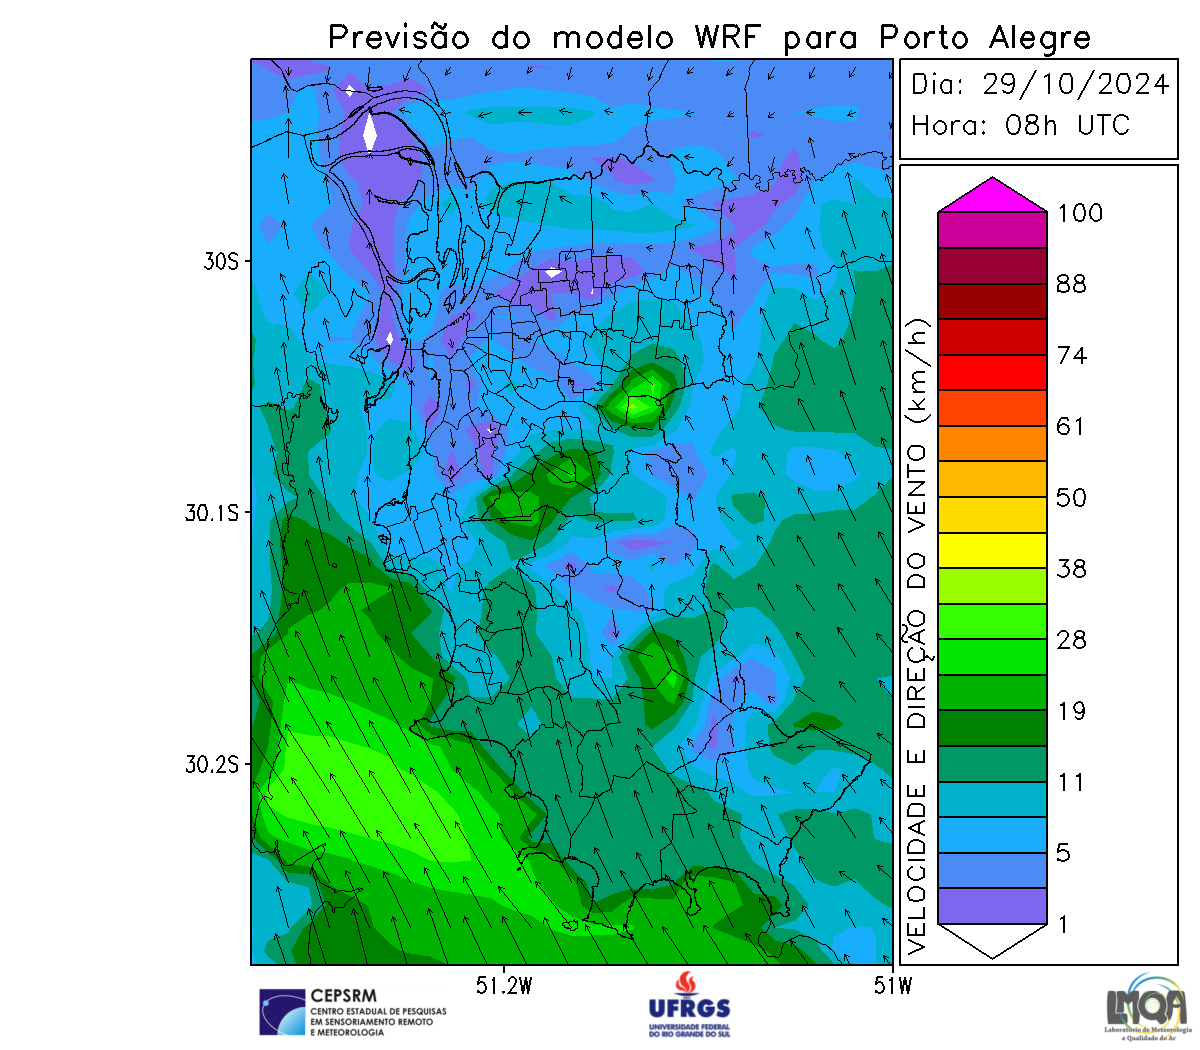 Previsão do modelo WRF para Porto Alegre
Dia: 29/10/2024
Hora: 08h UTC
100
88
74
61
50
38
28
19
11
5
1
VELOCIDADE E DIREÇÃO DO VENTO (km/h)
30S
30.1S
30.2S
51.2W
51W
CEPSRM
CENTRO ESTADUAL DE PESQUISAS
EM SENSORIAMENTO REMOTO
E METEOROLOGIA
UFRGS
UNIVERSIDADE FEDERAL
DO RIO GRANDE DO SUL
LMQA
Laboratório de Meteorologia
e Qualidade do Ar